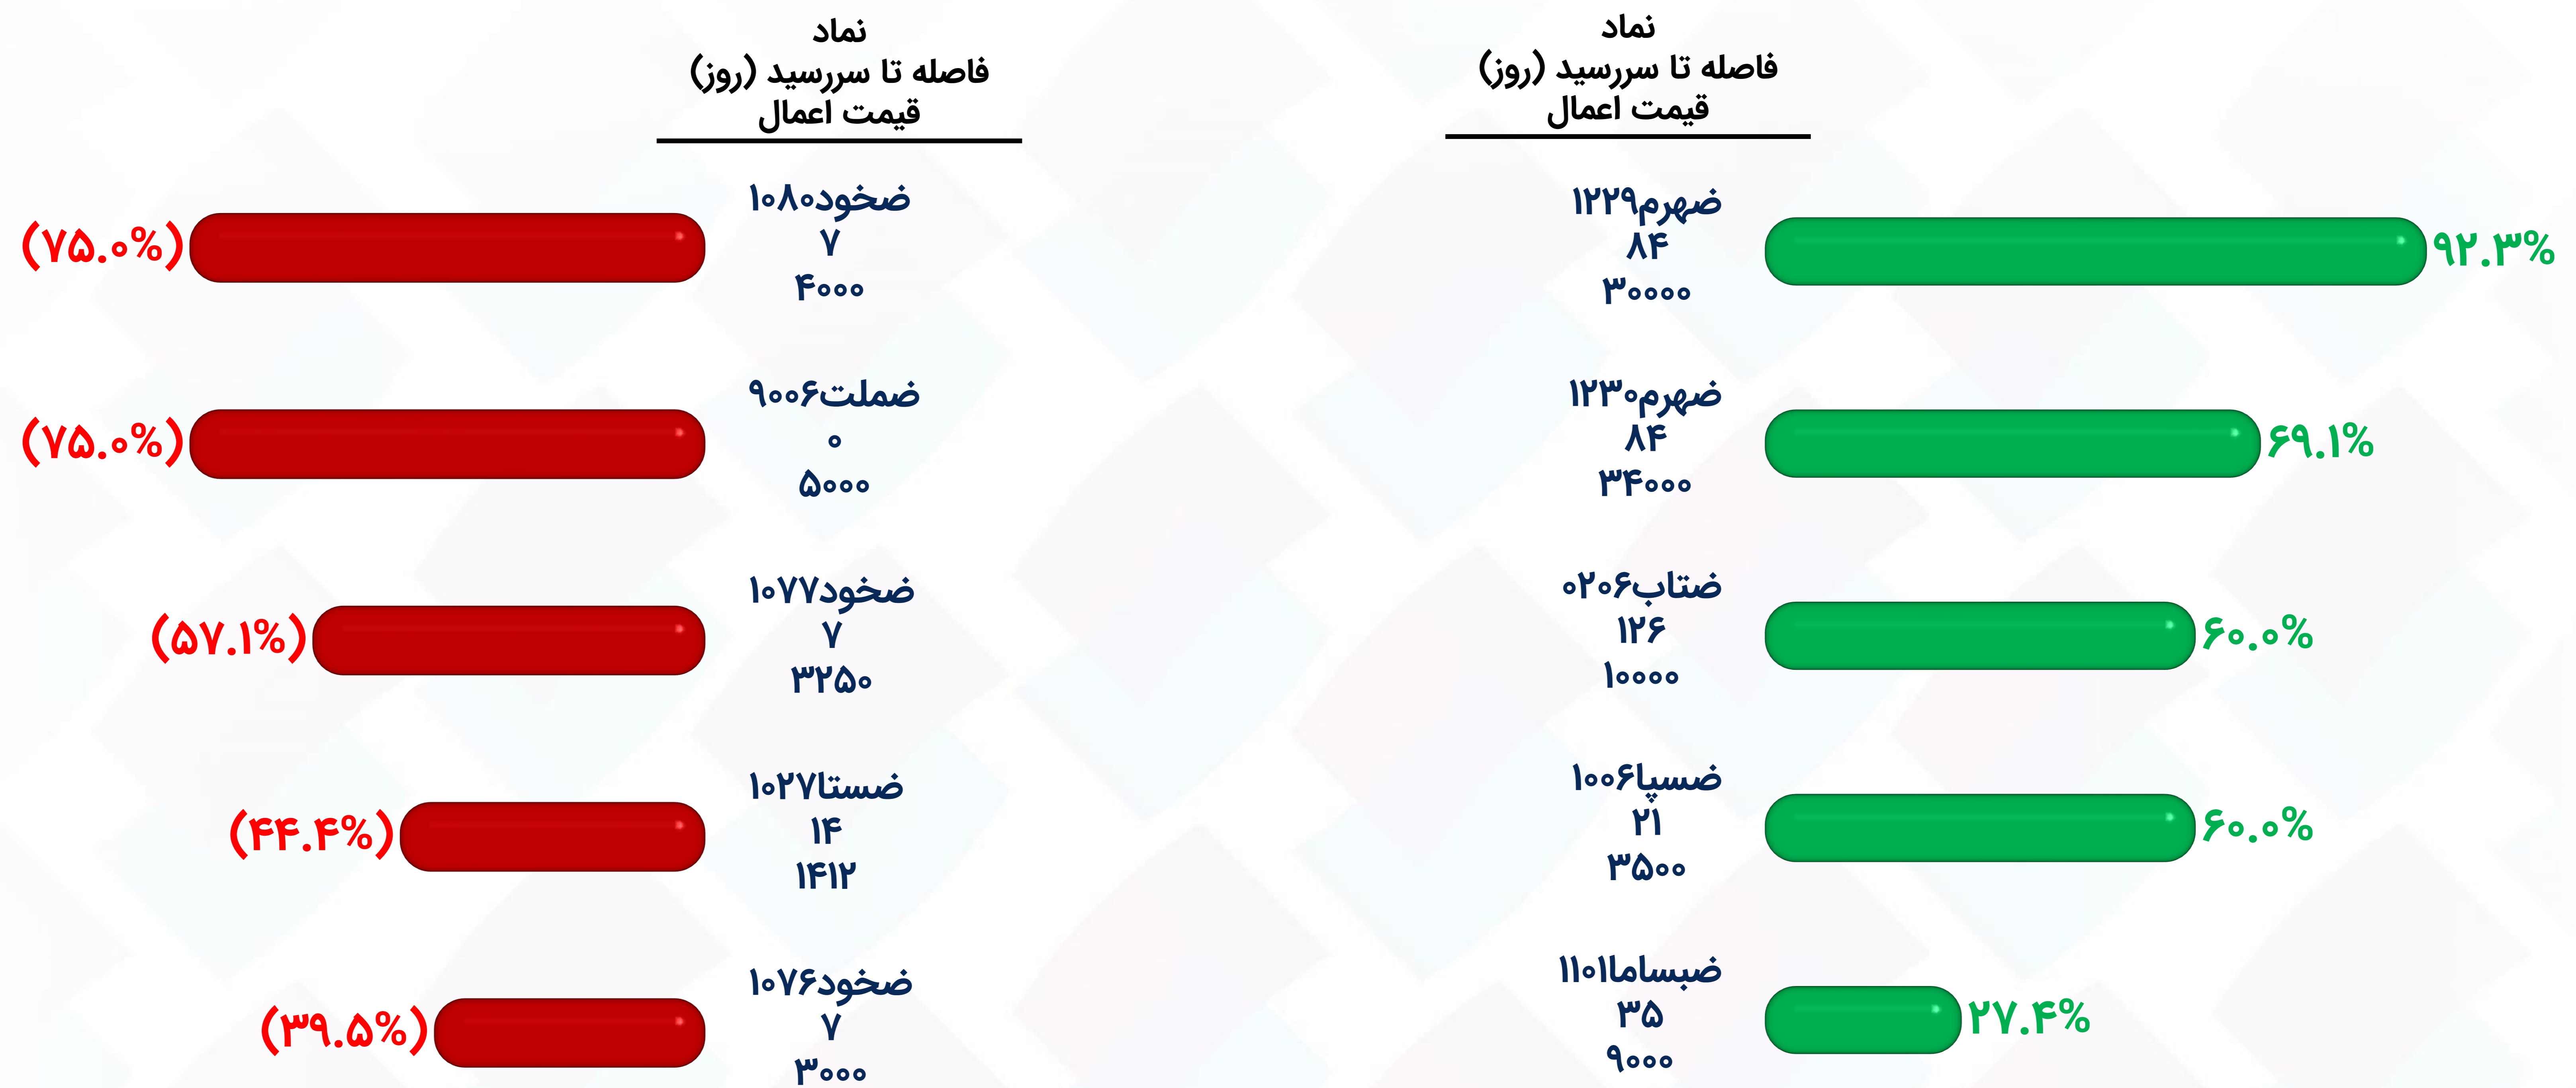 نماد
فاصله تا سررسید (روز)
قیمت اعمال
ضهرم۱۲۲۹
۸۴
۳۰۰۰۰
۹۲.۳%
ضهرم۱۲۳۰
۸۴
۳۴۰۰۰
۶۹.۱%
ضتاب۰۲۰۶
۱۲۶
۱۰۰۰۰
۶۰.۰%
ضسپا۱۰۰۶
۲۱
۳۵۰۰
۶۰.۰%
ضبساما۱۱۰۱
۳۵
۹۰۰۰
۲۷.۴%
نماد
فاصله تا سررسید (روز)
قیمت اعمال
ضخود۱۰۸۰
۷
۴۰۰۰
(۷۵.۰%)
ضملت۹۰۰۶
۰
۵۰۰۰
(۷۵.۰%)
ضخود۱۰۷۷
۷
۳۲۵۰
(۵۷.۱%)
ضستا۱۰۲۷
۱۴
۱۴۱۲
(۴۴.۴%)
ضخود۱۰۷۶
۷
۳۰۰۰
(۳۹.۵%)